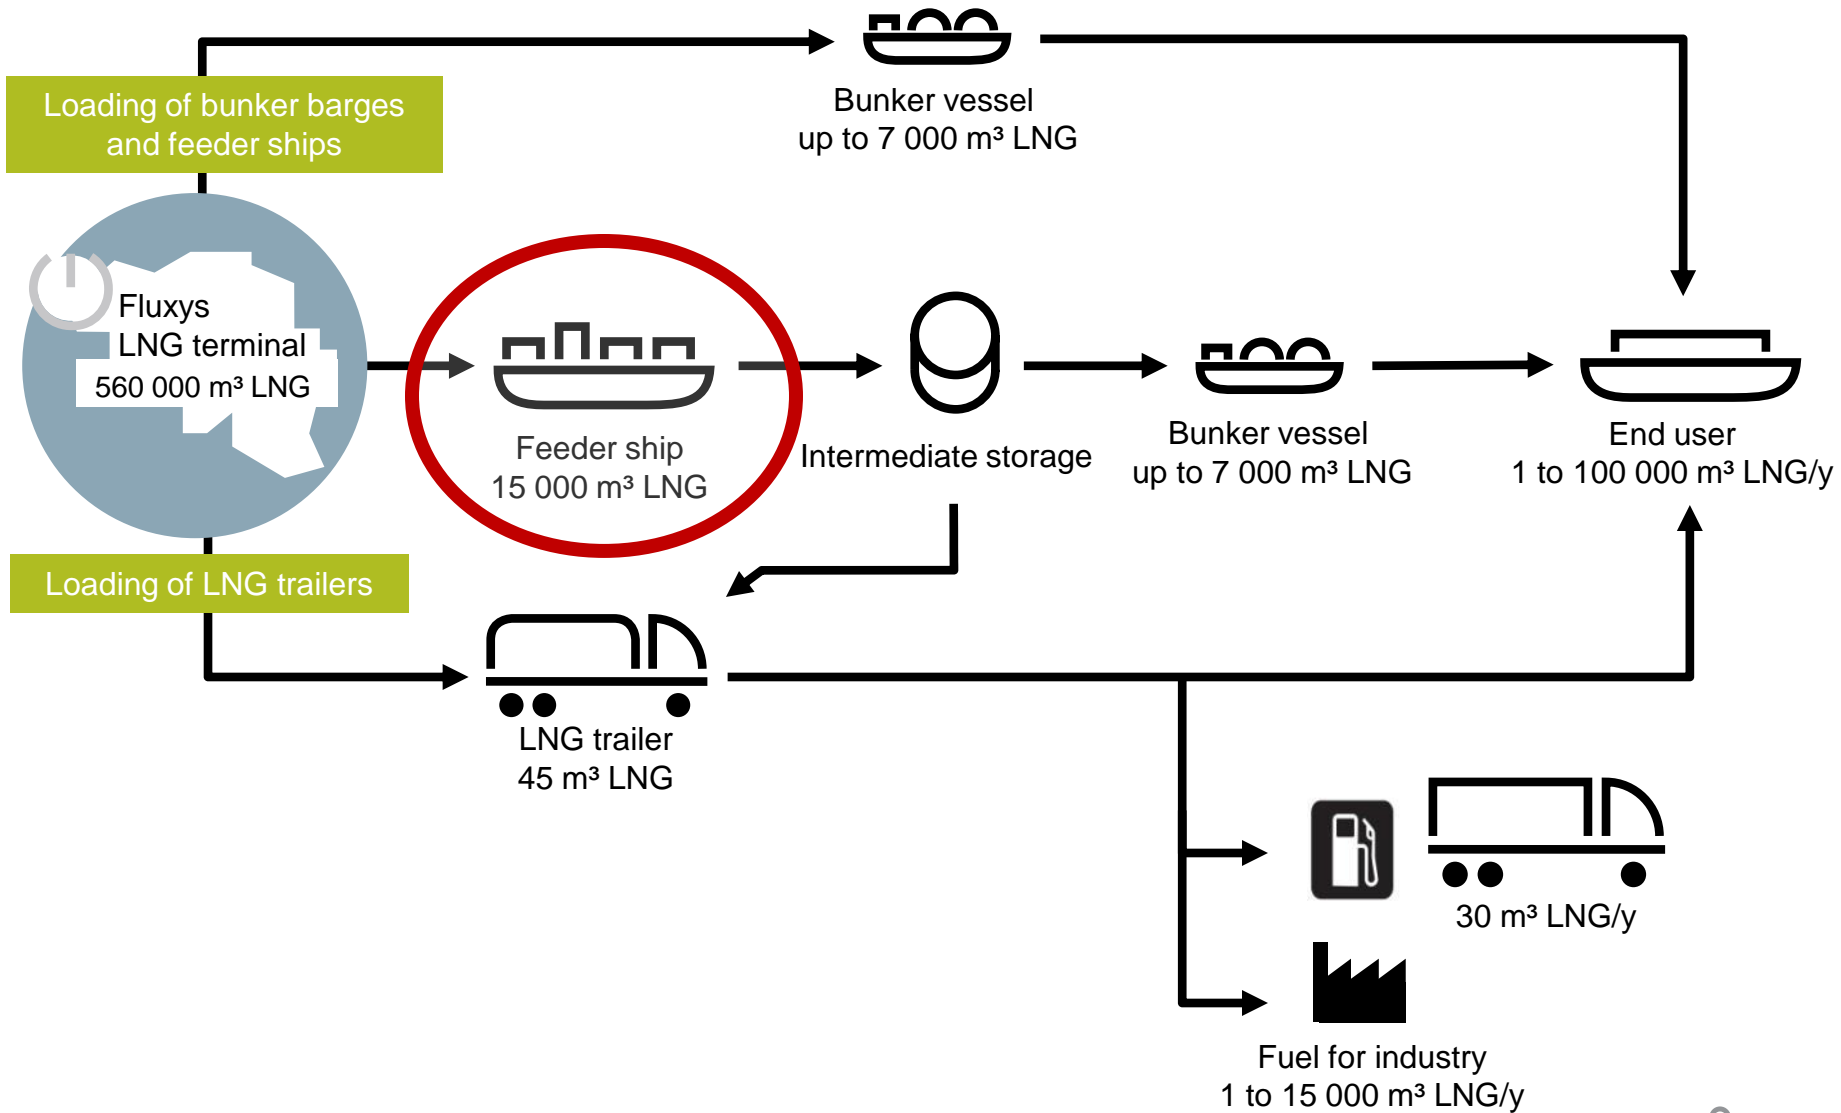 Loading of bunker barges
and feeder ships
Bunker vessel
up to 7 000 m³ LNG
Fluxys
LNG terminal
560 000 m³ LNG
Feeder ship
15 000 m³ LNG
Intermediate storage
Bunker vessel
up to 7 000 m³ LNG
End user
1 to 100 000 m³ LNG/y
Loading of LNG trailers
LNG trailer
45 m³ LNG
30 m³ LNG/y
Fuel for industry
1 to 15 000 m³ LNG/y